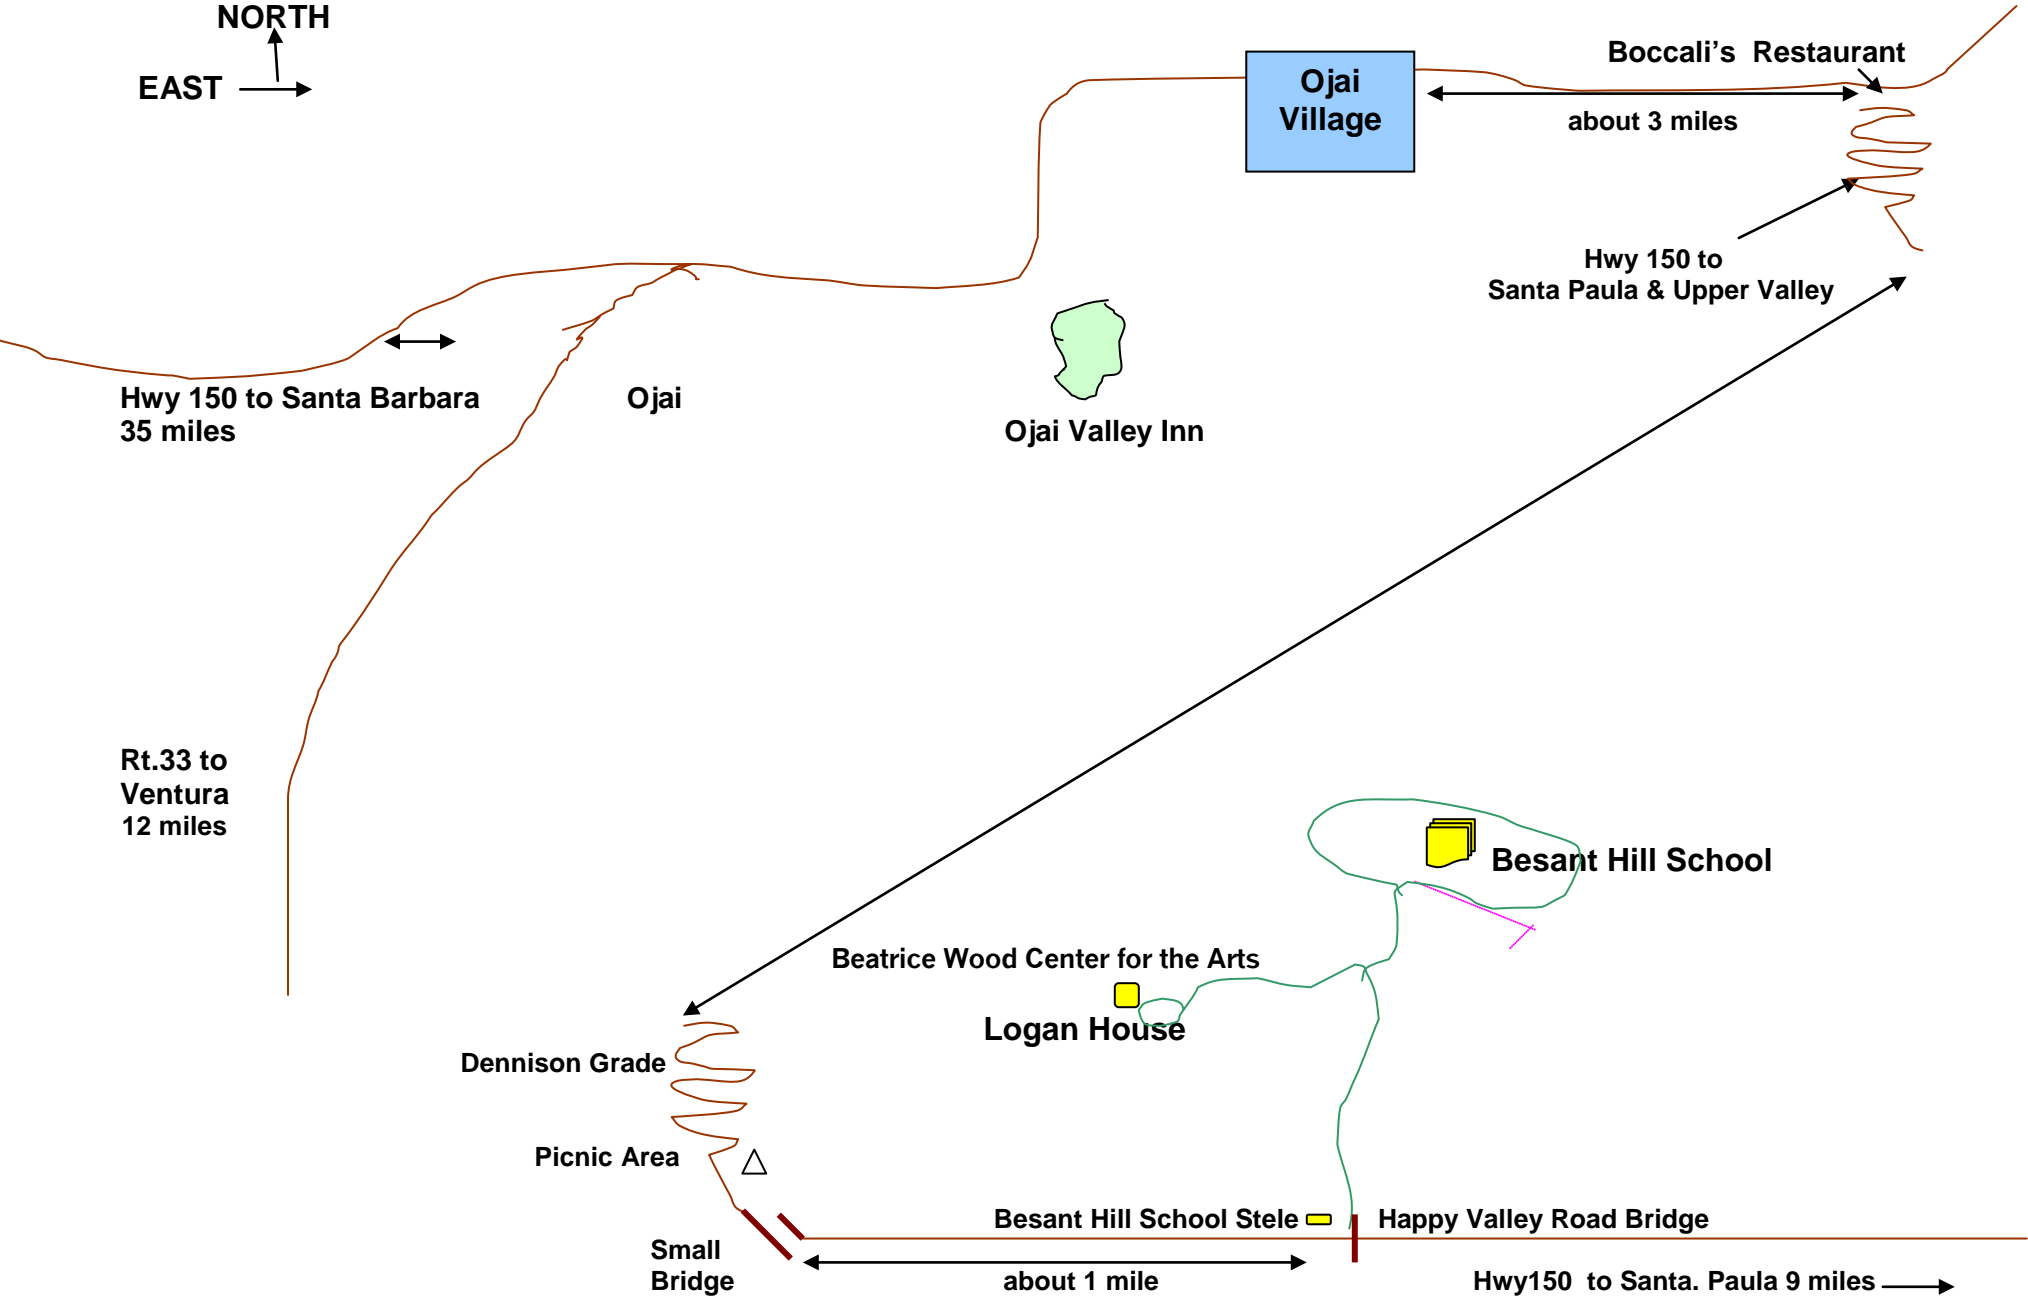 NORTH
EAST
Boccali's  Restaurant
Ojai
Village
about 3 miles
Hwy 150 to
Santa Paula & Upper Valley
Hwy 150 to Santa Barbara
35 miles
Ojai
Ojai Valley Inn
Rt.33 to
Ventura
12 miles
Besant Hill School
Beatrice Wood Center for the Arts
Logan House
Dennison Grade
Picnic Area
Besant Hill School Stele
Happy Valley Road Bridge
Small
Bridge
about 1 mile
Hwy150  to Santa. Paula 9 miles